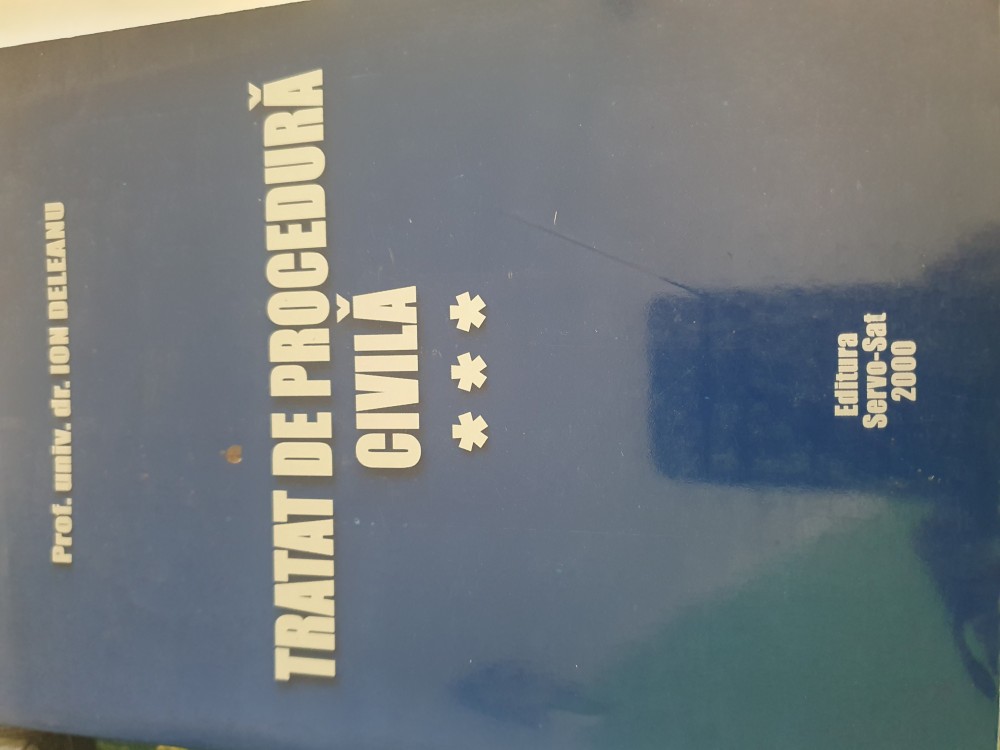 Prof. univ. dr. ION DELEANU
TRATAT DE PROCEDURĂ
CIVILĂ
* * *
Editura
Servo-Sat
2000